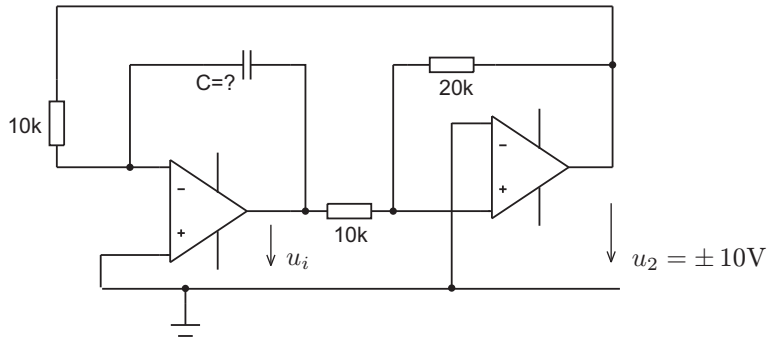 C=?
20k
10k
−
+
−
+
10k
u_i
u_2 = ± 10V